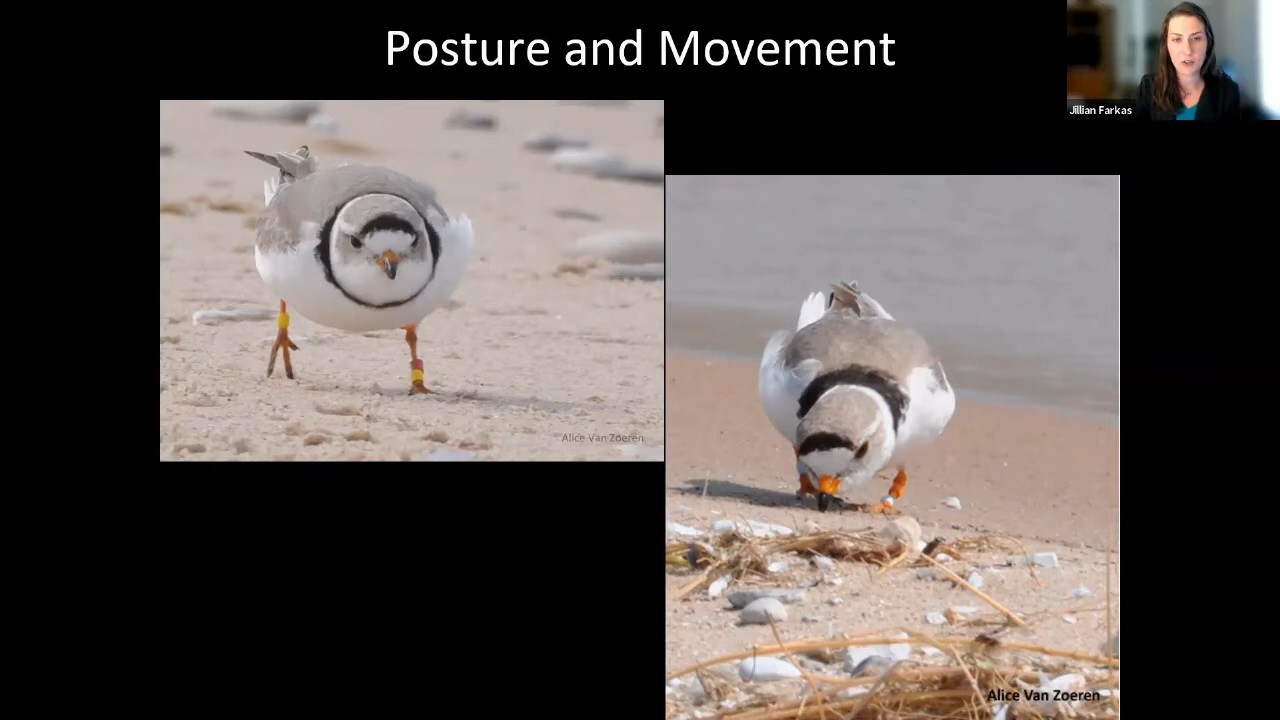 Posture and Movement
Jillian Farkas
Alice Van Zoeren
Alice Van Zoeren